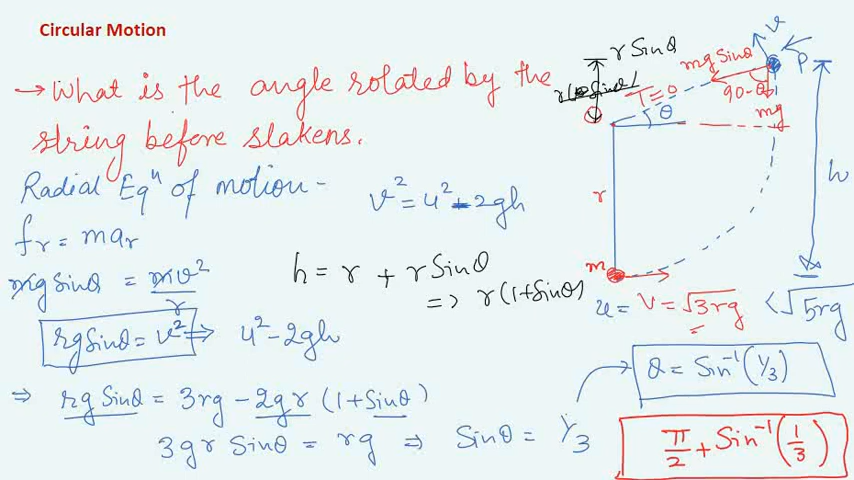 Circular Motion
→ What is the angle rotated by the
string before slakens.
Radial Eqⁿ of motion -
v² = u² - 2gh
fr = mar
mg Sinθ = mv²/r
h = r + r Sinθ
=> r(1+Sinθ)
rg Sinθ = v² => u² - 2gh
=> rg Sinθ = 3rg - 2gr (1+Sinθ)
3gr Sinθ = rg => Sinθ = 1/3
θ = Sin⁻¹(1/3)
π/2 + Sin⁻¹(1/3)
r Sinθ
mg Sinθ
v
P
T=0
θ
90-θ
mg
r
h
m
u = v = √3rg < √5rg